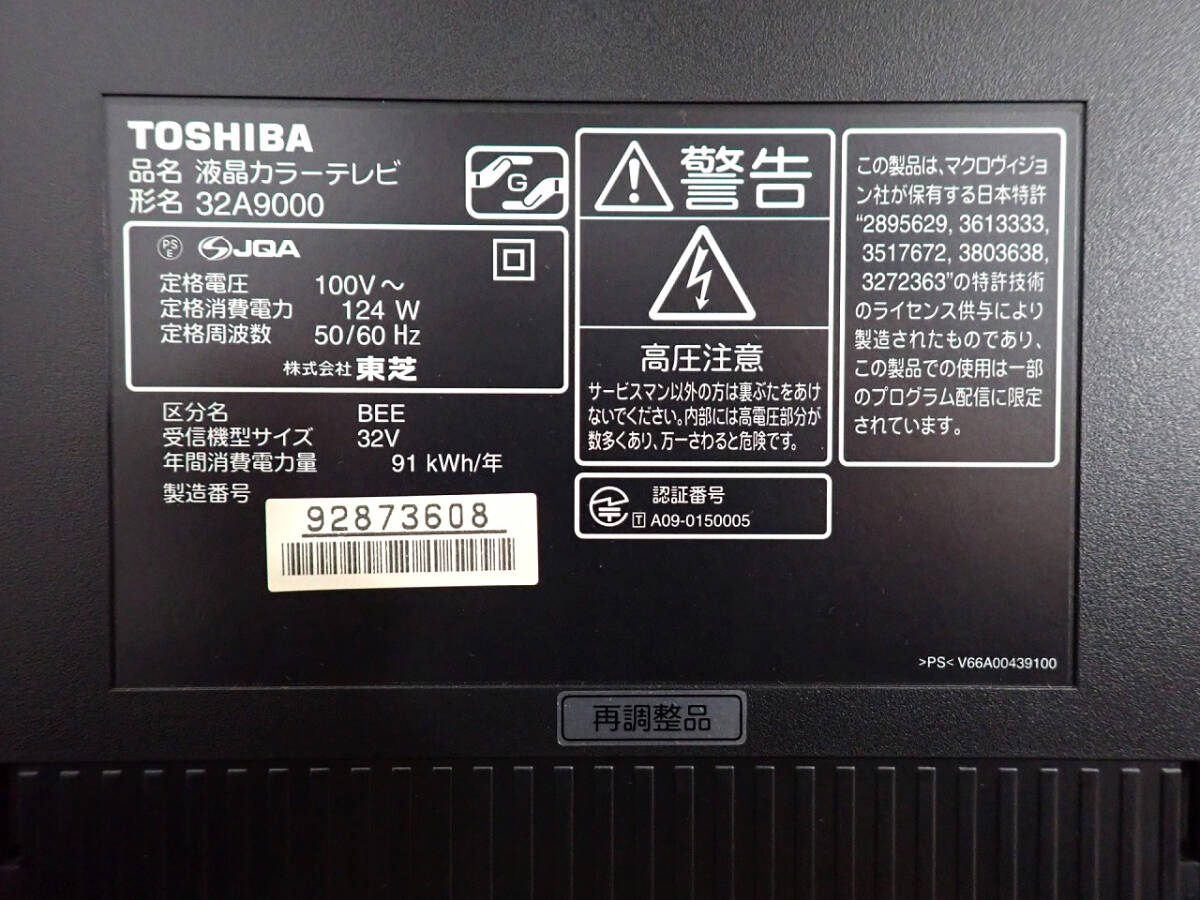 TOSHIBA
品名 液晶カラーテレビ
形名 32A9000
G
PS
E
JQA
定格電圧 100V～
定格消費電力 124 W
定格周波数 50/60 Hz
株式会社 東芝
区分名 BEE
受信機型サイズ 32V
年間消費電力量 91 kWh/年
製造番号
92873608
警告
高圧注意
サービスマン以外の方は裏ぶたをあけ
ないでください。内部には高電圧部分が
数多くあり、万一さわると危険です。
認証番号
T A09-0150005
この製品は、マクロヴィジョ
ン社が保有する日本特許
“2895629, 3613333,
3517672, 3803638,
3272363”の特許技術
のライセンス供与により
製造されたものであり、
この製品での使用は一部
のプログラム配信に限定
されています。
>PS< V66A00439100
再調整品